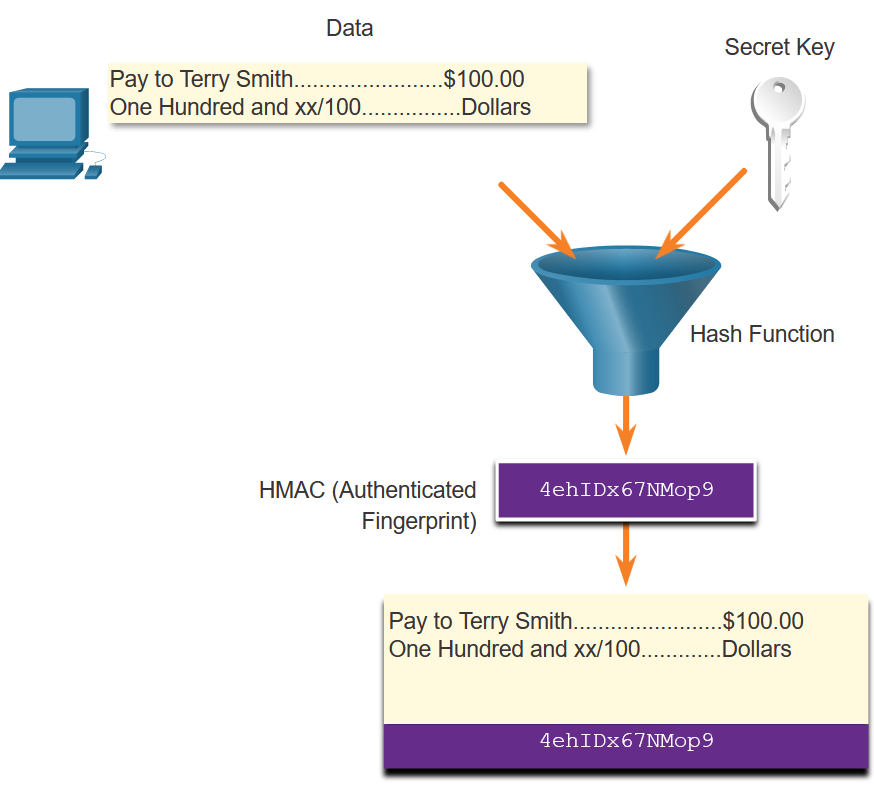 Data
Secret Key
Pay to Terry Smith........................$100.00
One Hundred and xx/100................Dollars
Hash Function
HMAC (Authenticated
Fingerprint)
4ehIDx67NMop9
Pay to Terry Smith........................$100.00
One Hundred and xx/100.............Dollars
4ehIDx67NMop9